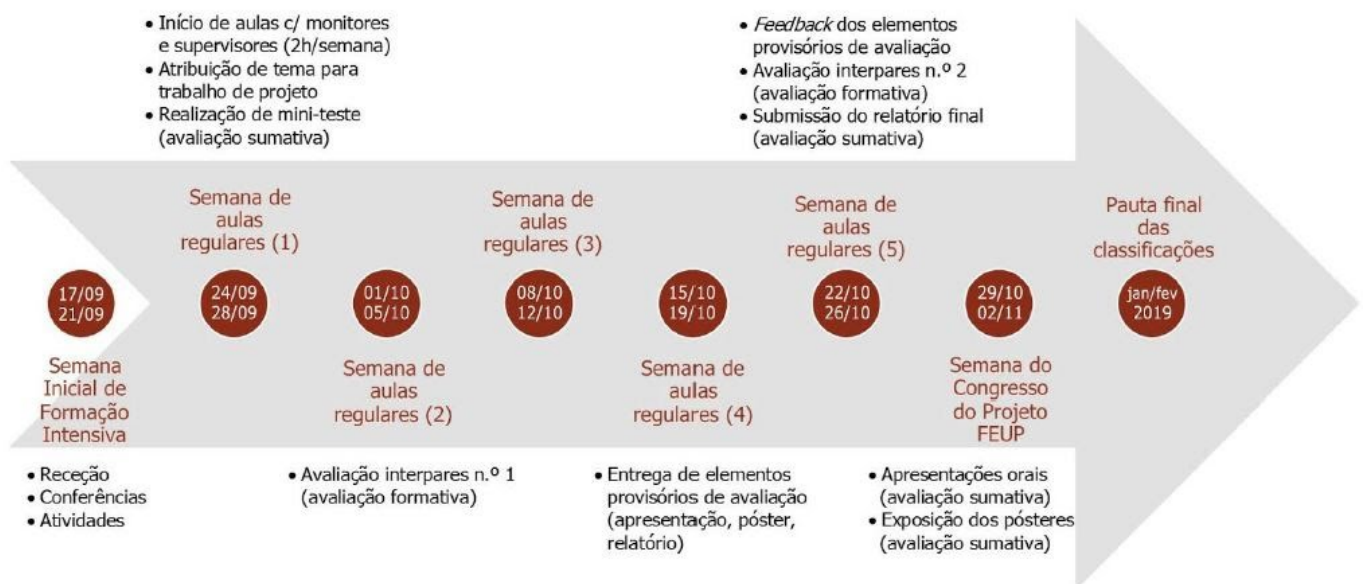 • Início de aulas c/ monitores
e supervisores (2h/semana)
• Atribuição de tema para
trabalho de projeto
• Realização de mini-teste
(avaliação sumativa)
• Feedback dos elementos
provisórios de avaliação
• Avaliação interpares n.º 2
(avaliação formativa)
• Submissão do relatório final
(avaliação sumativa)
Semana de
aulas
regulares (1)
Semana de
aulas
regulares (3)
Semana de
aulas
regulares (5)
Pauta final
das
classificações
17/09
21/09
24/09
28/09
01/10
05/10
08/10
12/10
15/10
19/10
22/10
26/10
29/10
02/11
jan/fev
2019
Semana
Inicial de
Formação
Intensiva
Semana de
aulas
regulares (2)
Semana de
aulas
regulares (4)
Semana do
Congresso
do Projeto
FEUP
• Receção
• Conferências
• Atividades
• Avaliação interpares n.º 1
(avaliação formativa)
• Entrega de elementos
provisórios de avaliação
(apresentação, póster,
relatório)
• Apresentações orais
(avaliação sumativa)
• Exposição dos pósteres
(avaliação sumativa)